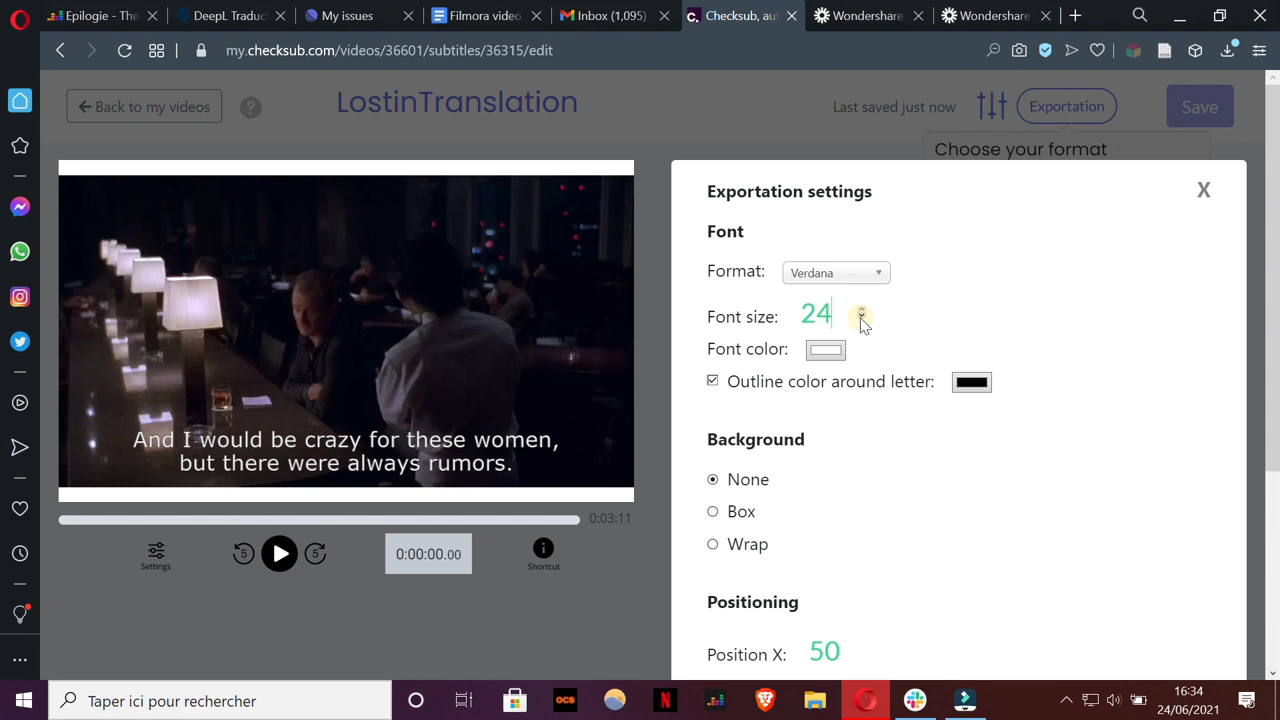 Epilogie - The
DeepL Traduc
My issues
Filmora video
Inbox (1,095)
Checksub, aut
Wondershare
Wondershare
my.checksub.com/videos/36601/subtitles/36315/edit
Back to my videos
?
LostinTranslation
Last saved just now
Exportation
Save
Choose your format
Exportation settings
X
Font
Format:
Verdana
Font size:
24
Font color:
Outline color around letter:
Background
None
Box
Wrap
Positioning
Position X:
50
And I would be crazy for these women,
but there were always rumors.
0:03:11
5
5
0:00:00.00
Settings
Shortcut
Taper ici pour rechercher
OCS
N
16:34
24/06/2021